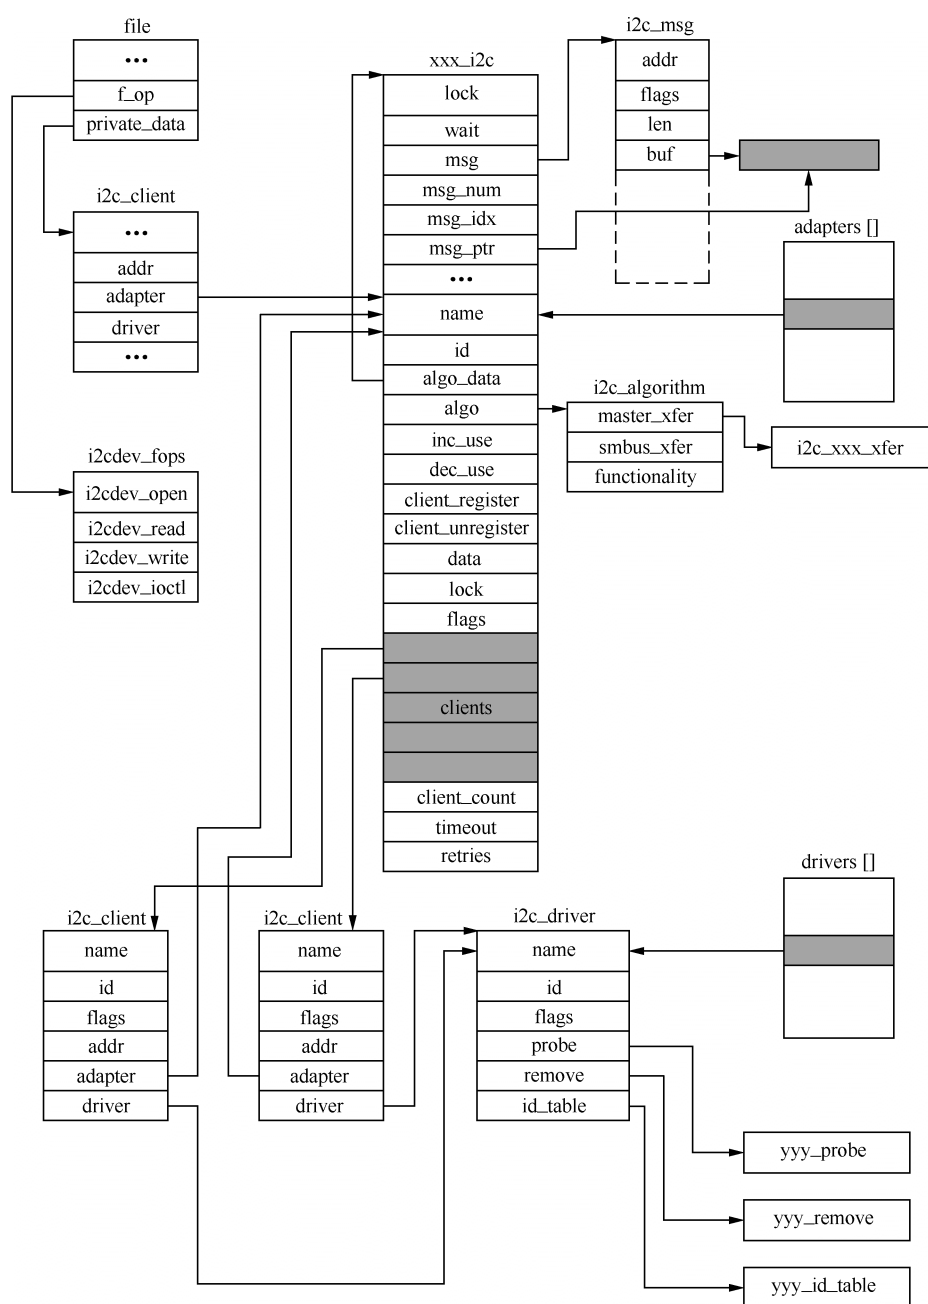 file
•••
f_op
private_data
i2c_client
•••
addr
adapter
driver
•••
i2cdev_fops
i2cdev_open
i2cdev_read
i2cdev_write
i2cdev_ioctl
xxx_i2c
lock
wait
msg
msg_num
msg_idx
msg_ptr
•••
name
id
algo_data
algo
inc_use
dec_use
client_register
client_unregister
data
lock
flags
clients
client_count
timeout
retries
i2c_msg
addr
flags
len
buf
adapters []
i2c_algorithm
master_xfer
smbus_xfer
functionality
i2c_xxx_xfer
i2c_client
name
id
flags
addr
adapter
driver
i2c_client
name
id
flags
addr
adapter
driver
i2c_driver
name
id
flags
probe
remove
id_table
drivers []
yyy_probe
yyy_remove
yyy_id_table